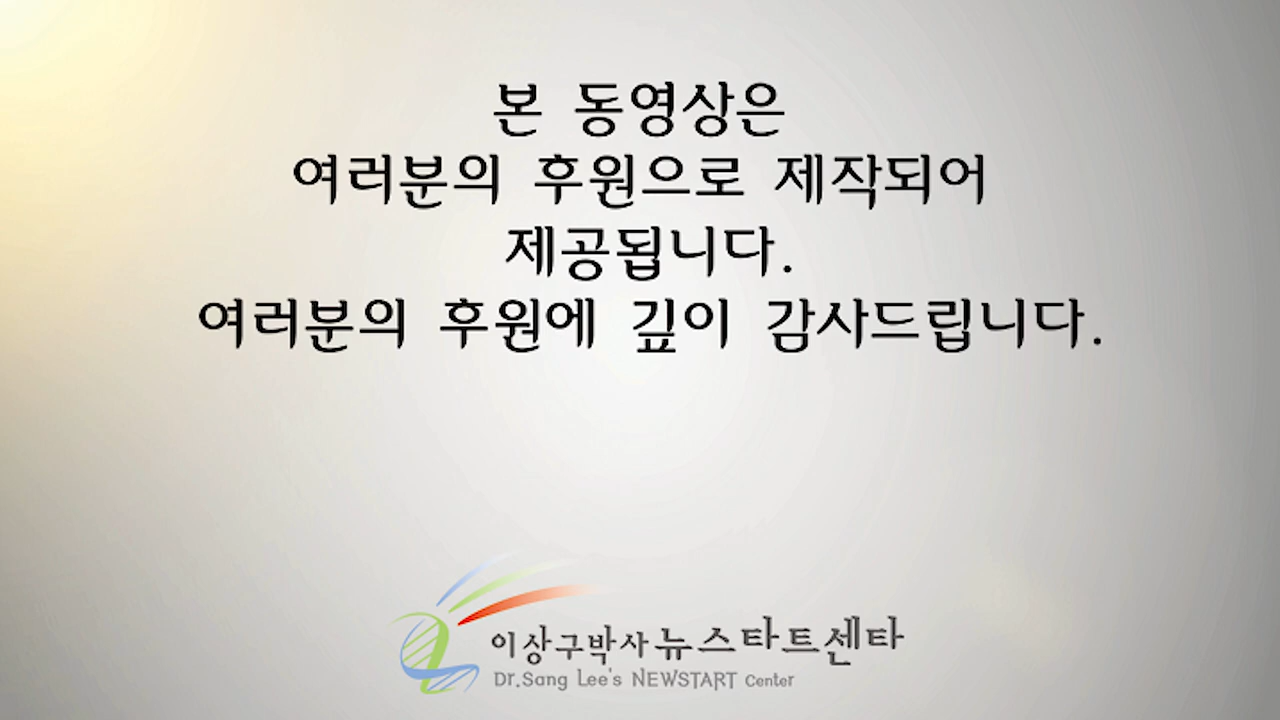 본 동영상은
여러분의 후원으로 제작되어
제공됩니다.
여러분의 후원에 깊이 감사드립니다.
이상구박사뉴스타트센타
Dr.Sang Lee's NEWSTART Center